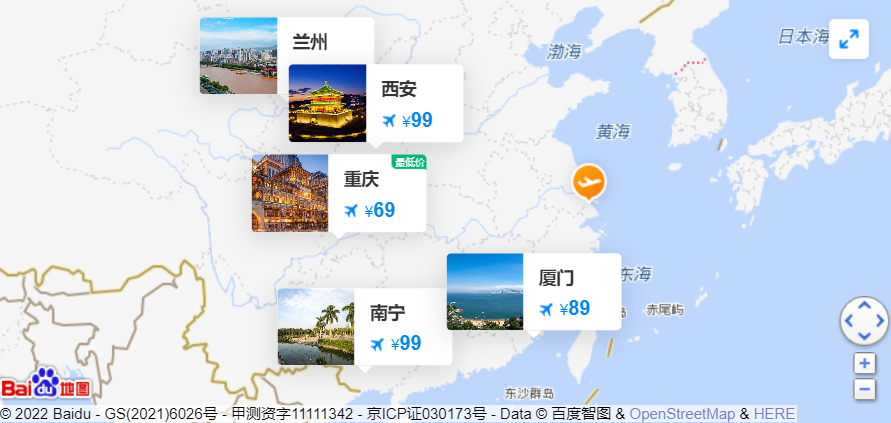 兰州
西安
¥99
最低价
重庆
¥69
南宁
¥99
厦门
¥89
渤海
黄海
日本海
东海
赤尾屿
东沙群岛
岛
Bai du 地图
© 2022 Baidu - GS(2021)6026号 - 甲测资字11111342 - 京ICP证030173号 - Data © 百度智图 & OpenStreetMap & HERE